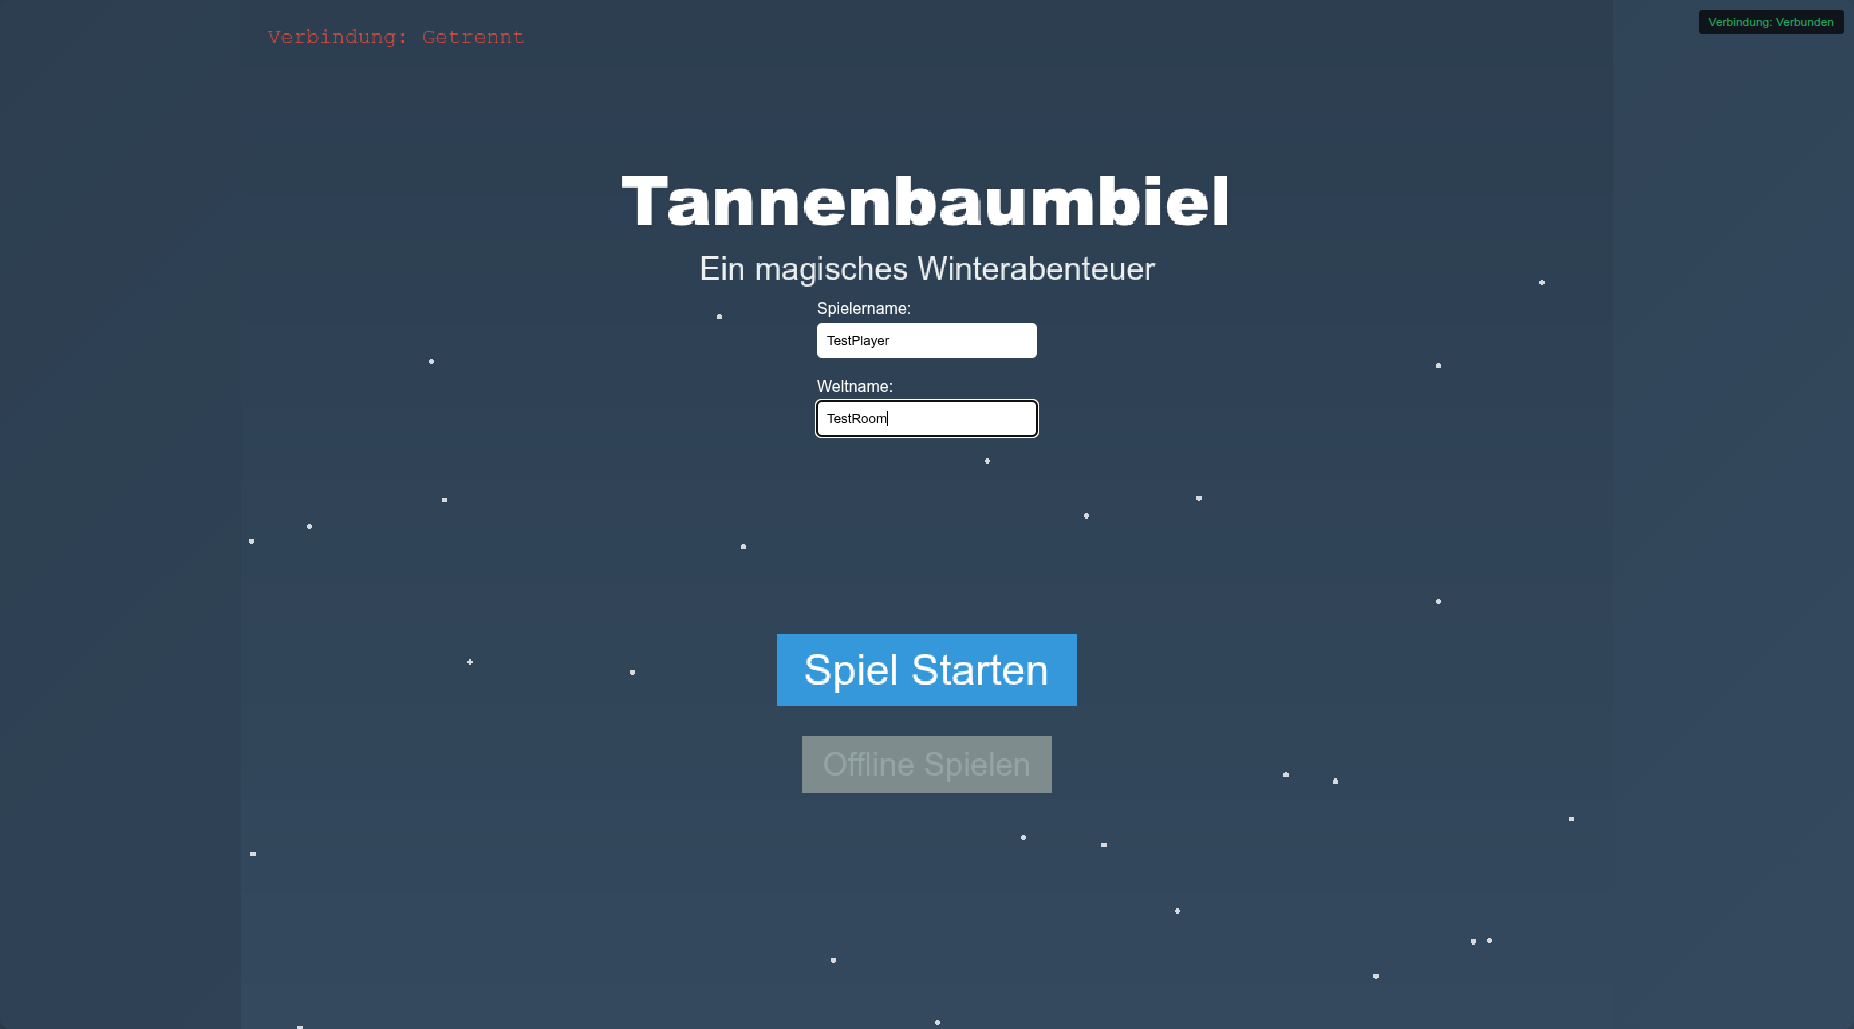 Verbindung: Getrennt
Verbindung: Verbunden
Tannenbaumbiel
Ein magisches Winterabenteuer
Spielername:
TestPlayer
Weltname:
TestRoom
Spiel Starten
Offline Spielen